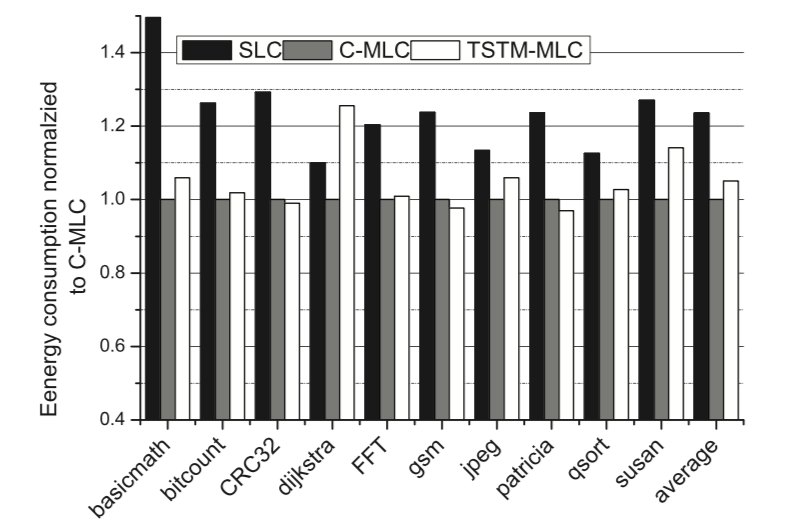 SLC C-MLC TSTM-MLC
1.4
1.2
1.0
0.8
0.6
0.4
Eenergy consumption normalzied
to C-MLC
basicmath
bitcount
CRC32
dijkstra
FFT
gsm
jpeg
patricia
qsort
susan
average